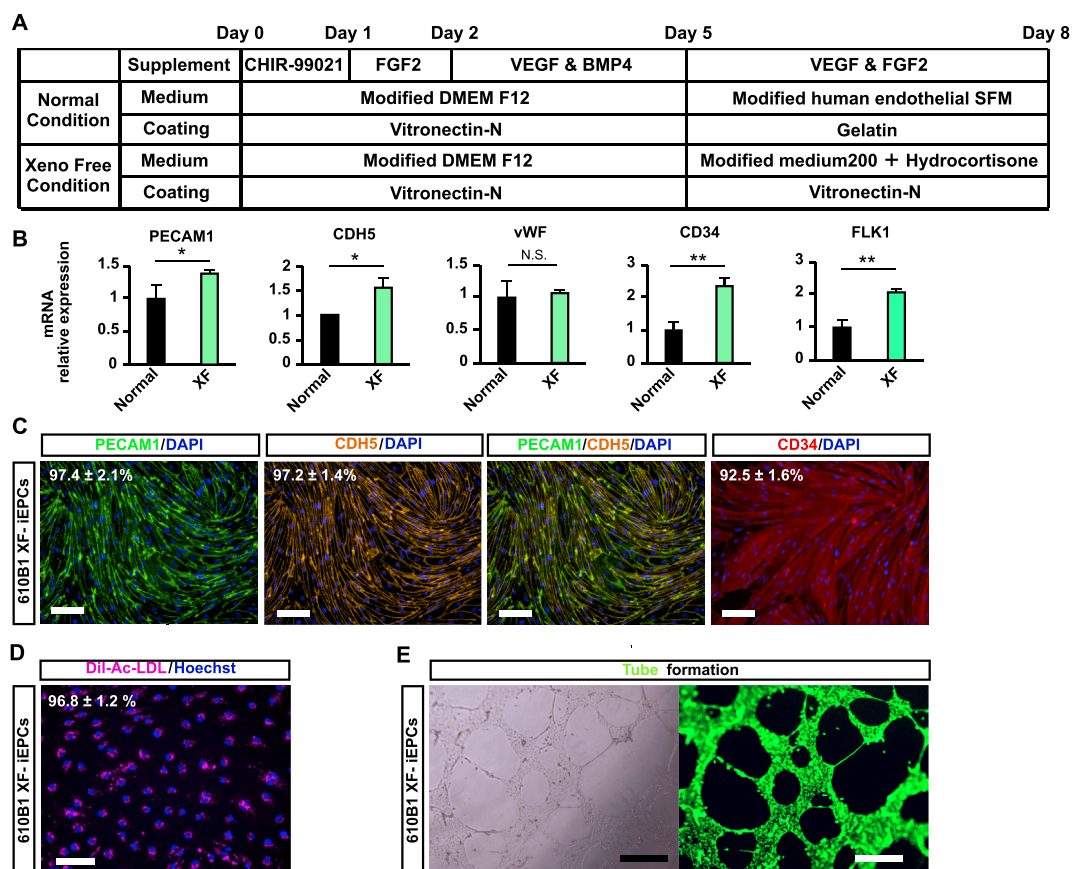 A
Day 0 Day 1 Day 2 Day 5 Day 8
Supplement CHIR-99021 FGF2 VEGF & BMP4 VEGF & FGF2
Normal Condition
Medium Modified DMEM F12 Modified human endothelial SFM
Coating Vitronectin-N Gelatin
Xeno Free Condition
Medium Modified DMEM F12 Modified medium200 + Hydrocortisone
Coating Vitronectin-N Vitronectin-N
B
mRNA
relative expression
PECAM1
*
1.5
1
0.5
0
Normal XF
CDH5
*
2
1.5
1
0.5
0
Normal XF
vWF
N.S.
1.5
1
0.5
0
Normal XF
CD34
**
3
2
1
0
Normal XF
FLK1
**
3
2
1
0
Normal XF
C
PECAM1/DAPI CDH5/DAPI PECAM1/CDH5/DAPI CD34/DAPI
610B1 XF- iEPCs
97.4 ± 2.1% 97.2 ± 1.4% 92.5 ± 1.6%
D
Dil-Ac-LDL/Hoechst
610B1 XF- iEPCs
96.8 ± 1.2 %
E
Tube formation
610B1 XF- iEPCs